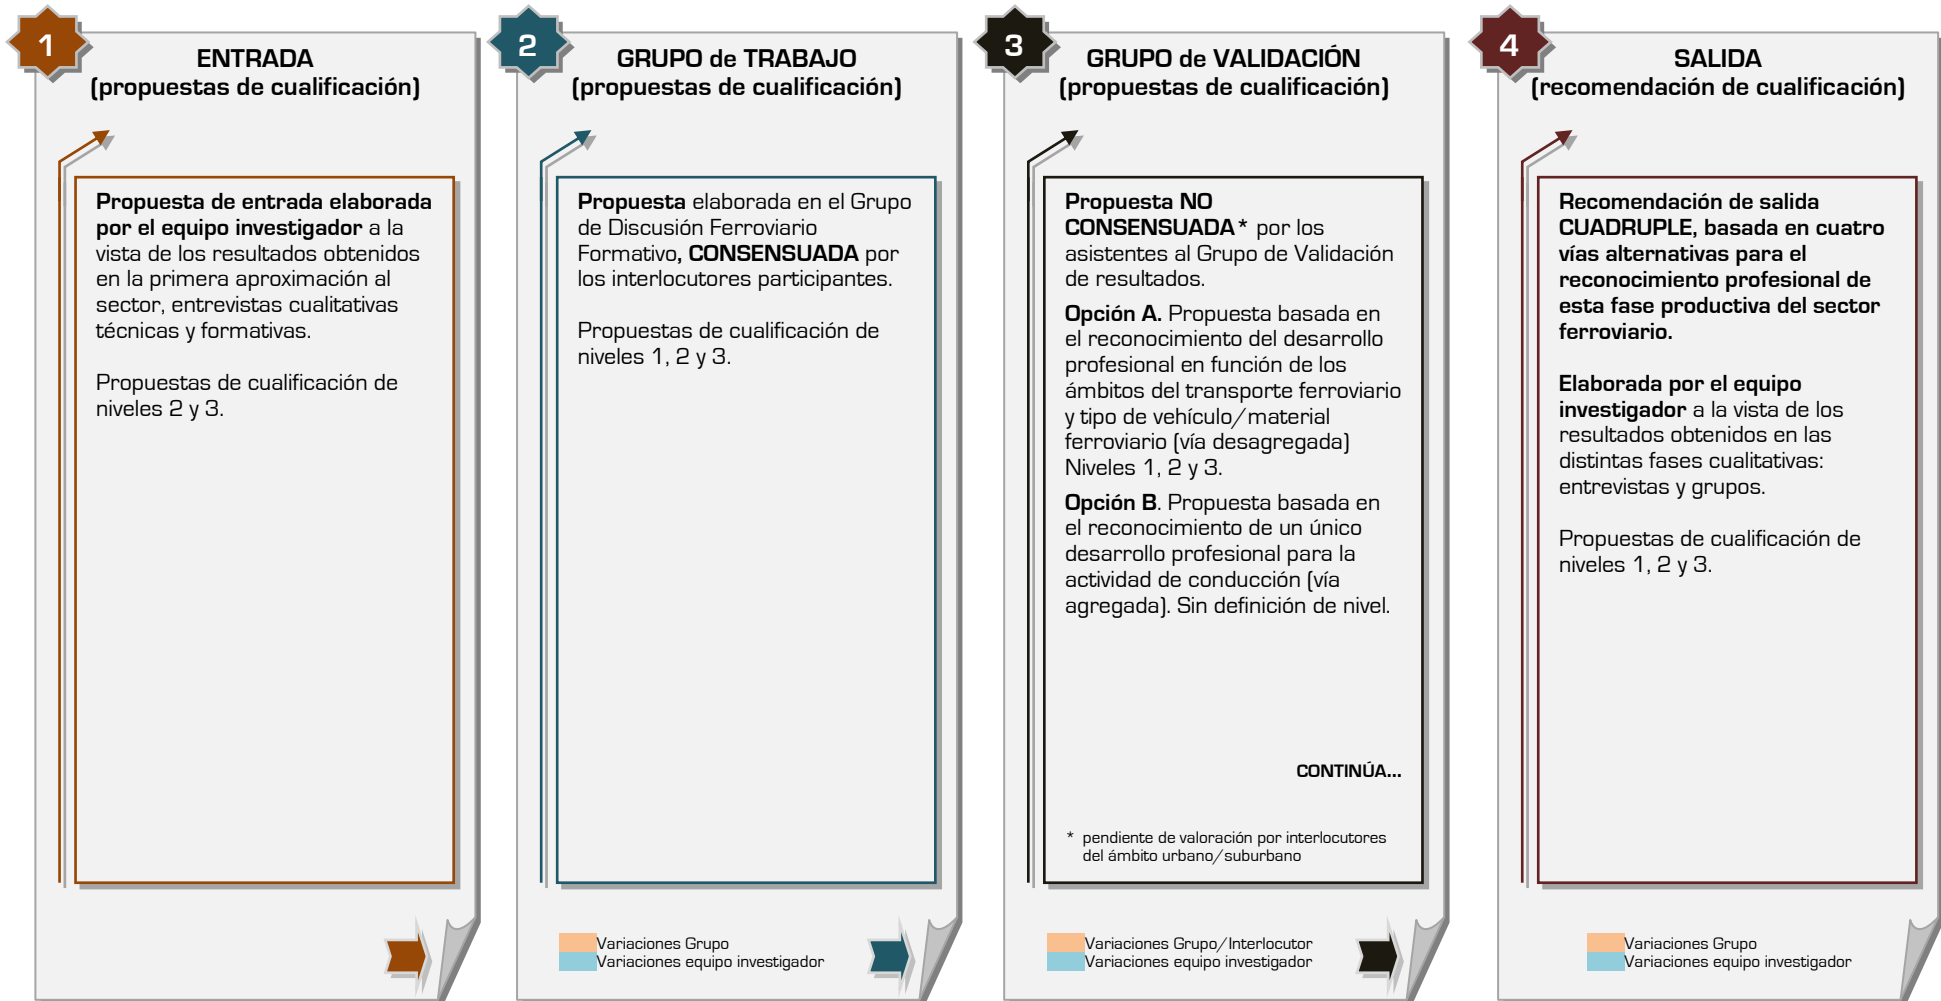 1
ENTRADA
(propuestas de cualificación)
Propuesta de entrada elaborada
por el equipo investigador a la
vista de los resultados obtenidos
en la primera aproximación al
sector, entrevistas cualitativas
técnicas y formativas.
Propuestas de cualificación de
niveles 2 y 3.
2
GRUPO de TRABAJO
(propuestas de cualificación)
Propuesta elaborada en el Grupo
de Discusión Ferroviario
Formativo, CONSENSUADA por
los interlocutores participantes.
Propuestas de cualificación de
niveles 1, 2 y 3.
Variaciones Grupo
Variaciones equipo investigador
3
GRUPO de VALIDACIÓN
(propuestas de cualificación)
Propuesta NO
CONSENSUADA* por los
asistentes al Grupo de Validación
de resultados.
Opción A. Propuesta basada en
el reconocimiento del desarrollo
profesional en función de los
ámbitos del transporte ferroviario
y tipo de vehículo/material
ferroviario (vía desagregada)
Niveles 1, 2 y 3.
Opción B. Propuesta basada en
el reconocimiento de un único
desarrollo profesional para la
actividad de conducción (vía
agregada). Sin definición de nivel.
CONTINÚA...
* pendiente de valoración por interlocutores
del ámbito urbano/suburbano
Variaciones Grupo/Interlocutor
Variaciones equipo investigador
4
SALIDA
(recomendación de cualificación)
Recomendación de salida
CUADRUPLE, basada en cuatro
vías alternativas para el
reconocimiento profesional de
esta fase productiva del sector
ferroviario.
Elaborada por el equipo
investigador a la vista de los
resultados obtenidos en las
distintas fases cualitativas:
entrevistas y grupos.
Propuestas de cualificación de
niveles 1, 2 y 3.
Variaciones Grupo
Variaciones equipo investigador